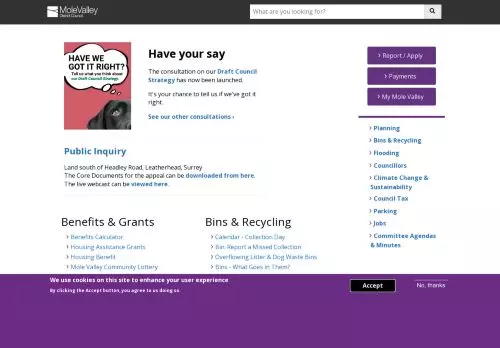 MoleValley
District Council
What are you looking for?
HAVE WE
GOT IT RIGHT?
Tell us what you think about
our Draft Council
Strategy.
Have your say
The consultation on our Draft Council
Strategy has now been launched.
It's your chance to tell us if we've got it
right.
See our other consultations ›
Public Inquiry
Land south of Headley Road, Leatherhead, Surrey
The Core Documents for the appeal can be downloaded from here.
The live webcast can be viewed here.
Benefits & Grants
› Benefits Calculator
› Housing Assistance Grants
› Housing Benefit
› Mole Valley Community Lottery
Bins & Recycling
› Calendar - Collection Day
› Bin: Report a Missed Collection
› Overflowing Litter & Dog Waste Bins
› Bins - What Goes in Them?
› Report / Apply
› Payments
› My Mole Valley
› Planning
› Bins & Recycling
› Flooding
› Councillors
› Climate Change &
Sustainability
› Council Tax
› Parking
› Jobs
› Committee Agendas
& Minutes
We use cookies on this site to enhance your user experience
By clicking the Accept button, you agree to us doing so.
Accept
No, thanks